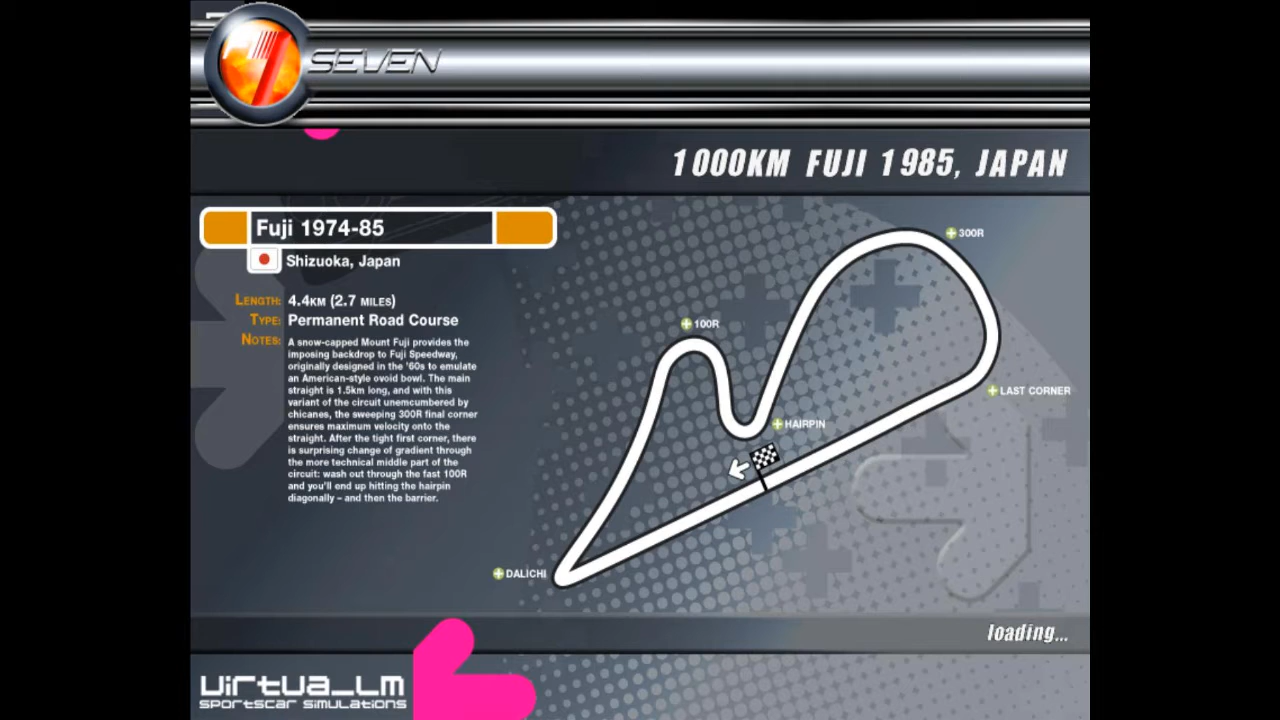 7 SEVEN
1000KM FUJI 1985, JAPAN
Fuji 1974-85
Shizuoka, Japan
LENGTH: 4.4KM (2.7 MILES)
TYPE: Permanent Road Course
NOTES: A snow-capped Mount Fuji provides the
imposing backdrop to Fuji Speedway,
originally designed in the '60s to emulate
an American-style ovoid bowl. The main
straight is 1.5km long, and with this
variant of the circuit unemcumbered by
chicanes, the sweeping 300R final corner
ensures maximum velocity onto the
straight. After the tight first corner, there
is surprising change of gradient through
the more technical middle part of the
circuit: wash out through the fast 100R
and you'll end up hitting the hairpin
diagonally – and then the barrier.
300R
100R
LAST CORNER
HAIRPIN
DALICHI
loading...
virtua_LM
sportscar simulations